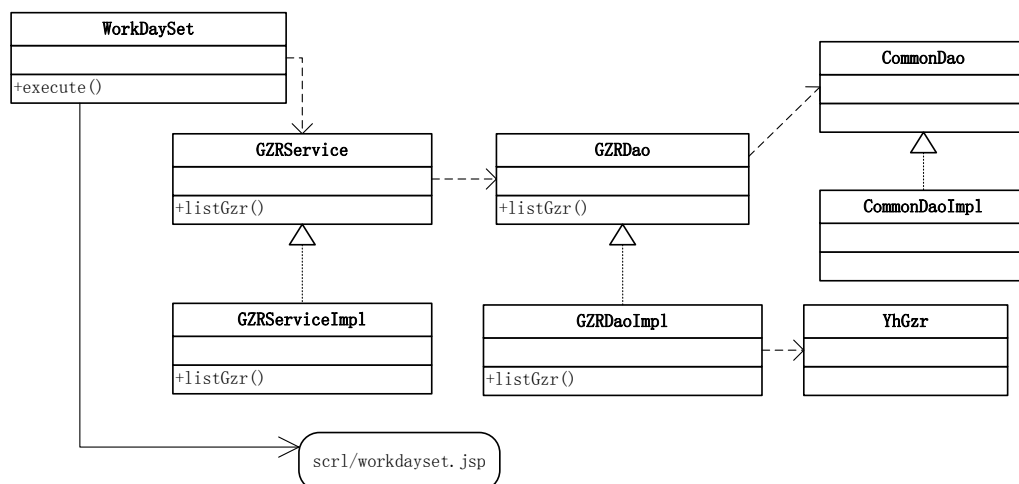 WorkDaySet
+execute()
CommonDao
GZRService
+listGzr()
GZRDao
+listGzr()
CommonDaoImpl
GZRServiceImpl
+listGzr()
GZRDaoImpl
+listGzr()
YhGzr
scrl/workdayset.jsp